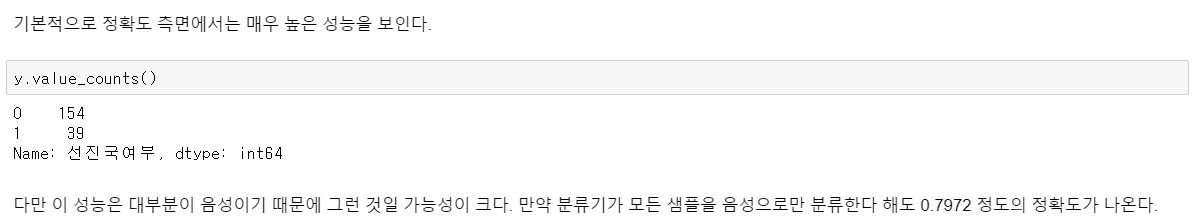 기본적으로 정확도 측면에서는 매우 높은 성능을 보인다.
y.value_counts()
0    154
1     39
Name: 선진국여부, dtype: int64
다만 이 성능은 대부분이 음성이기 때문에 그런 것일 가능성이 크다. 만약 분류기가 모든 샘플을 음성으로만 분류한다 해도 0.7972 정도의 정확도가 나온다.